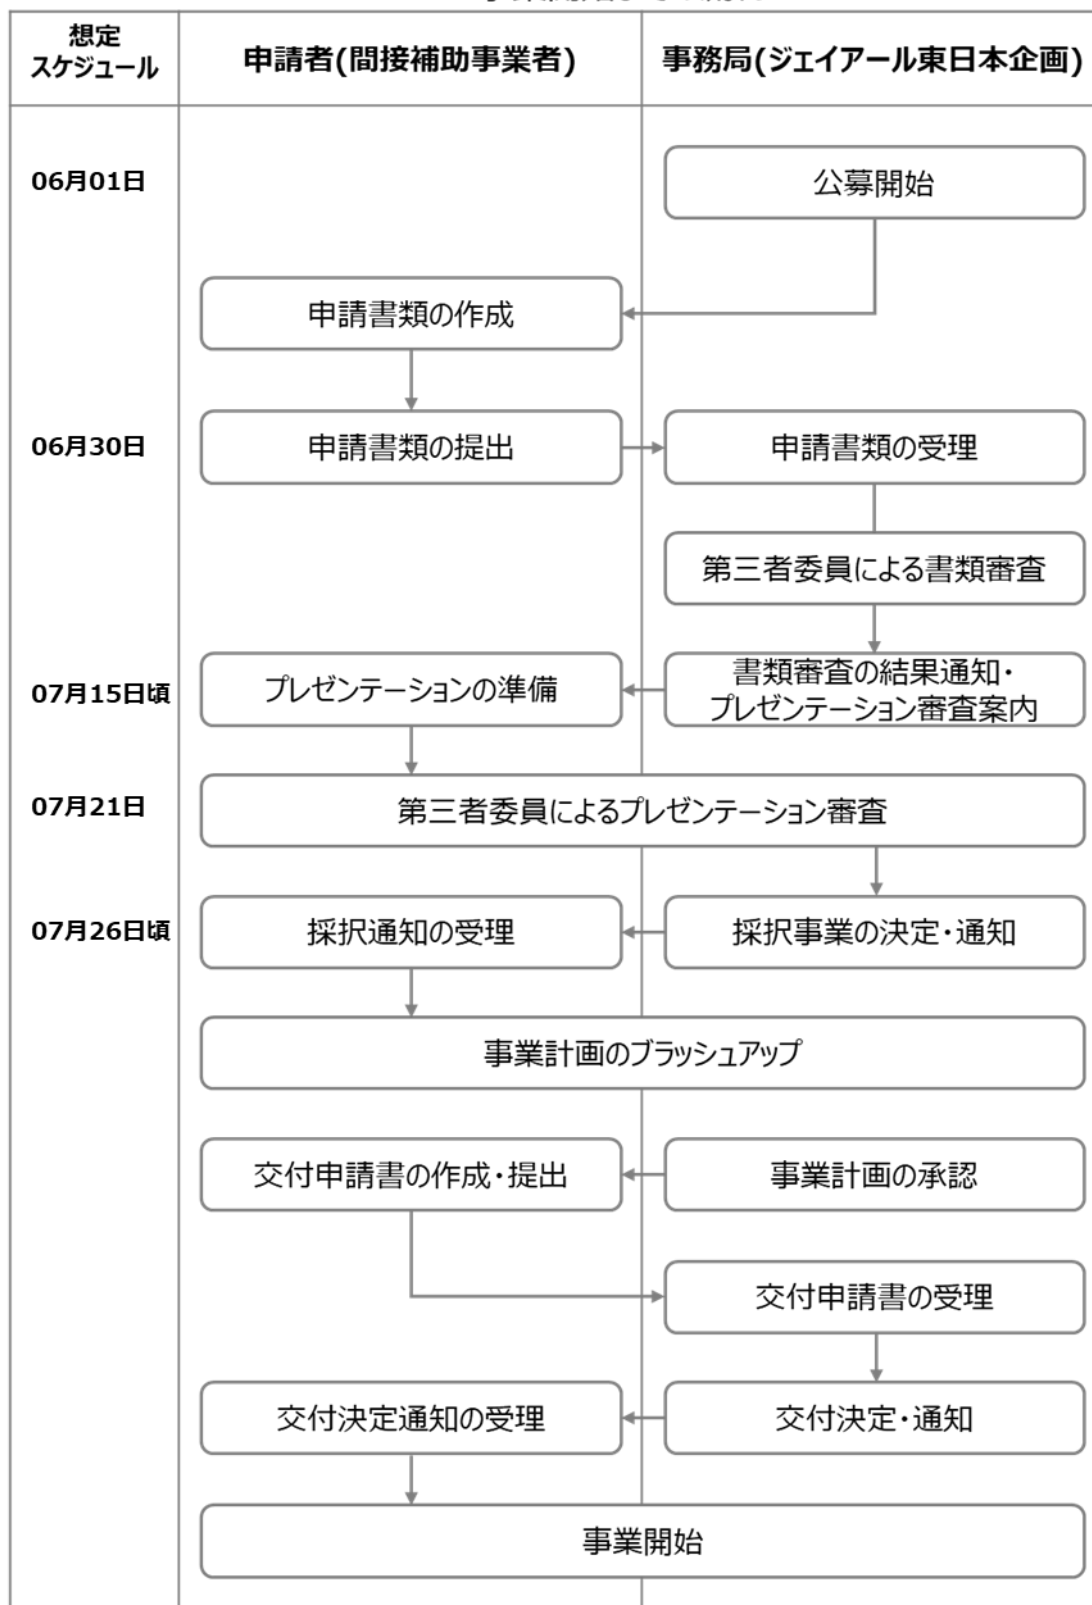 想定
スケジュール
申請者(間接補助事業者)
事務局(ジェイアール東日本企画)
06月01日
公募開始
申請書類の作成
06月30日
申請書類の提出
申請書類の受理
第三者委員による書類審査
07月15日頃
プレゼンテーションの準備
書類審査の結果通知・
プレゼンテーション審査案内
07月21日
第三者委員によるプレゼンテーション審査
07月26日頃
採択通知の受理
採択事業の決定・通知
事業計画のブラッシュアップ
交付申請書の作成・提出
事業計画の承認
交付申請書の受理
交付決定通知の受理
交付決定・通知
事業開始